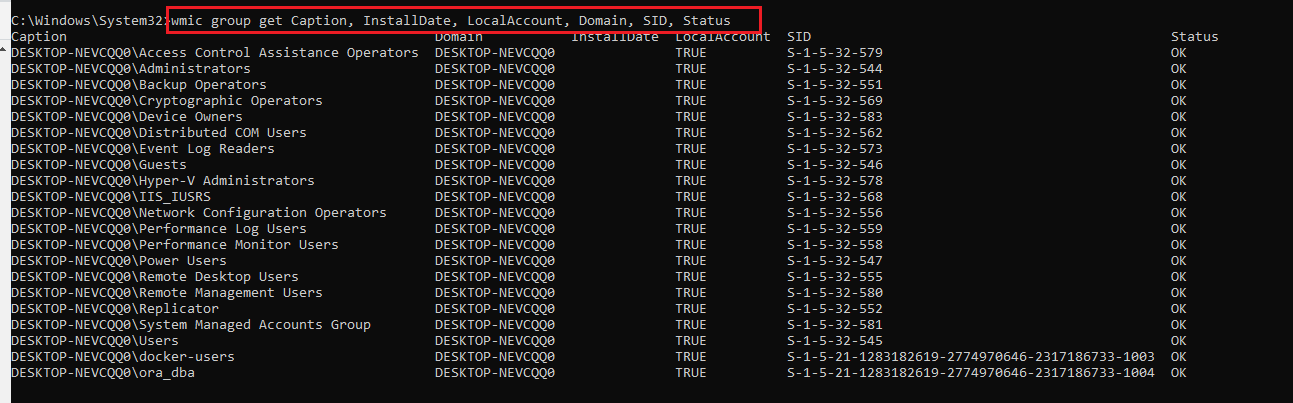 C:\Windows\System32>wmic group get Caption, InstallDate, LocalAccount, Domain, SID, Status
Caption Domain InstallDate LocalAccount SID Status
DESKTOP-NEVCQQ0\Access Control Assistance Operators DESKTOP-NEVCQQ0 TRUE S-1-5-32-579 OK
DESKTOP-NEVCQQ0\Administrators DESKTOP-NEVCQQ0 TRUE S-1-5-32-544 OK
DESKTOP-NEVCQQ0\Backup Operators DESKTOP-NEVCQQ0 TRUE S-1-5-32-551 OK
DESKTOP-NEVCQQ0\Cryptographic Operators DESKTOP-NEVCQQ0 TRUE S-1-5-32-569 OK
DESKTOP-NEVCQQ0\Device Owners DESKTOP-NEVCQQ0 TRUE S-1-5-32-583 OK
DESKTOP-NEVCQQ0\Distributed COM Users DESKTOP-NEVCQQ0 TRUE S-1-5-32-562 OK
DESKTOP-NEVCQQ0\Event Log Readers DESKTOP-NEVCQQ0 TRUE S-1-5-32-573 OK
DESKTOP-NEVCQQ0\Guests DESKTOP-NEVCQQ0 TRUE S-1-5-32-546 OK
DESKTOP-NEVCQQ0\Hyper-V Administrators DESKTOP-NEVCQQ0 TRUE S-1-5-32-578 OK
DESKTOP-NEVCQQ0\IIS_IUSRS DESKTOP-NEVCQQ0 TRUE S-1-5-32-568 OK
DESKTOP-NEVCQQ0\Network Configuration Operators DESKTOP-NEVCQQ0 TRUE S-1-5-32-556 OK
DESKTOP-NEVCQQ0\Performance Log Users DESKTOP-NEVCQQ0 TRUE S-1-5-32-559 OK
DESKTOP-NEVCQQ0\Performance Monitor Users DESKTOP-NEVCQQ0 TRUE S-1-5-32-558 OK
DESKTOP-NEVCQQ0\Power Users DESKTOP-NEVCQQ0 TRUE S-1-5-32-547 OK
DESKTOP-NEVCQQ0\Remote Desktop Users DESKTOP-NEVCQQ0 TRUE S-1-5-32-555 OK
DESKTOP-NEVCQQ0\Remote Management Users DESKTOP-NEVCQQ0 TRUE S-1-5-32-580 OK
DESKTOP-NEVCQQ0\Replicator DESKTOP-NEVCQQ0 TRUE S-1-5-32-552 OK
DESKTOP-NEVCQQ0\System Managed Accounts Group DESKTOP-NEVCQQ0 TRUE S-1-5-32-581 OK
DESKTOP-NEVCQQ0\Users DESKTOP-NEVCQQ0 TRUE S-1-5-32-545 OK
DESKTOP-NEVCQQ0\docker-users DESKTOP-NEVCQQ0 TRUE S-1-5-21-1283182619-2774970646-2317186733-1003 OK
DESKTOP-NEVCQQ0\ora_dba DESKTOP-NEVCQQ0 TRUE S-1-5-21-1283182619-2774970646-2317186733-1004 OK